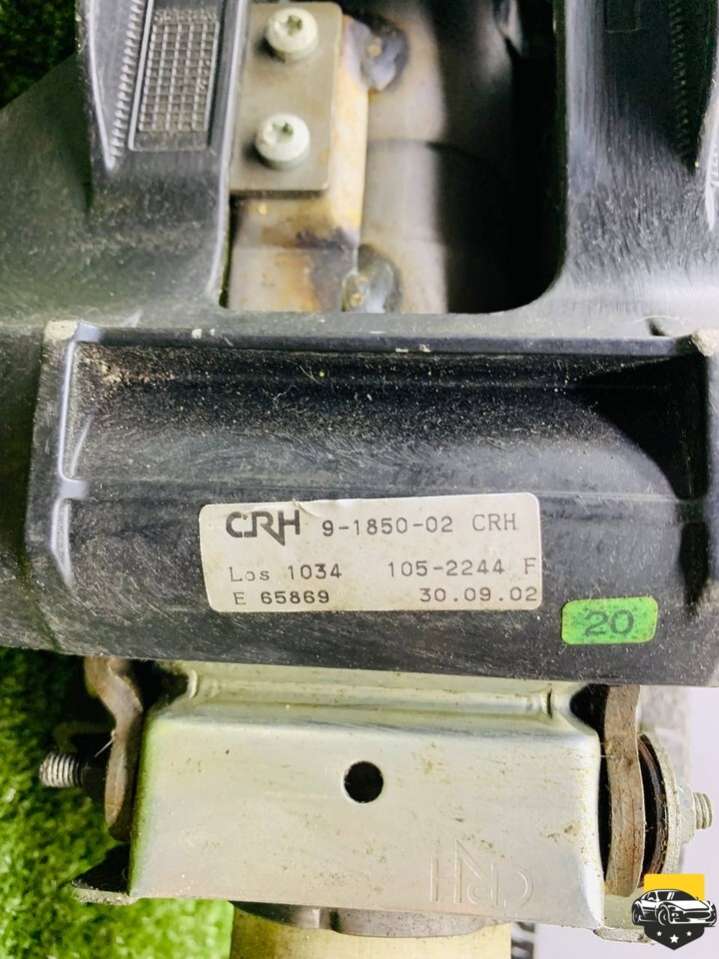 CRH 9-1850-02 CRH
Los 1034 105-2244 F
E 65869 30.09.02
20
CRH